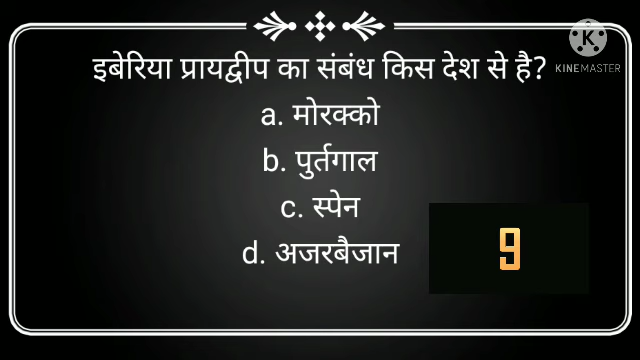 इबेरिया प्रायद्वीप का संबंध किस देश से है?
KINEMASTER
a. मोरक्को
b. पुर्तगाल
c. स्पेन
d. अजरबैजान
9